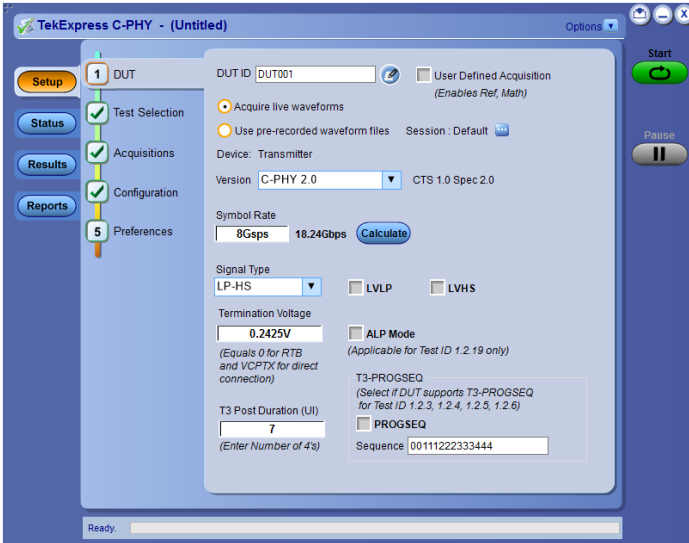 TekExpress C-PHY - (Untitled)
Options
Start
Pause
Setup
Status
Results
Reports
1 DUT
Test Selection
Acquisitions
Configuration
5 Preferences
DUT ID DUT001
User Defined Acquisition
(Enables Ref, Math)
Acquire live waveforms
Use pre-recorded waveform files Session : Default
Device: Transmitter
Version C-PHY 2.0 CTS 1.0 Spec 2.0
Symbol Rate
8Gsps 18.24Gbps Calculate
Signal Type
LP-HS LVLP LVHS
Termination Voltage
0.2425V
(Equals 0 for RTB
and VCPTX for direct
connection)
ALP Mode
(Applicable for Test ID 1.2.19 only)
T3 Post Duration (UI)
7
(Enter Number of 4's)
T3-PROGSEQ
(Select if DUT supports T3-PROGSEQ
for Test ID 1.2.3, 1.2.4, 1.2.5, 1.2.6)
PROGSEQ
Sequence 00111222333444
Ready.